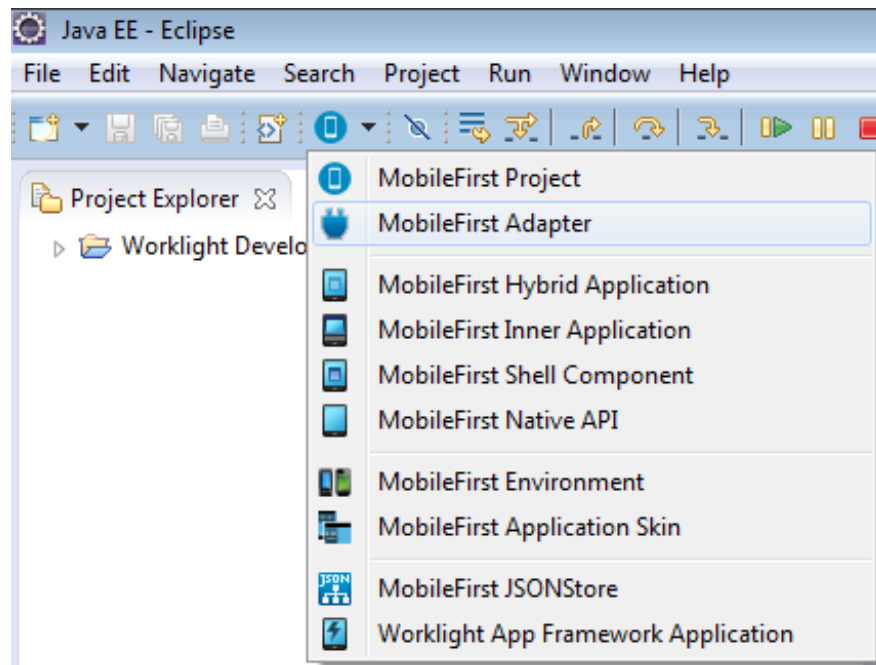 Java EE - Eclipse
File Edit Navigate Search Project Run Window Help
Project Explorer
Worklight Develo
MobileFirst Project
MobileFirst Adapter
MobileFirst Hybrid Application
MobileFirst Inner Application
MobileFirst Shell Component
MobileFirst Native API
MobileFirst Environment
MobileFirst Application Skin
JSON
MobileFirst JSONStore
Worklight App Framework Application